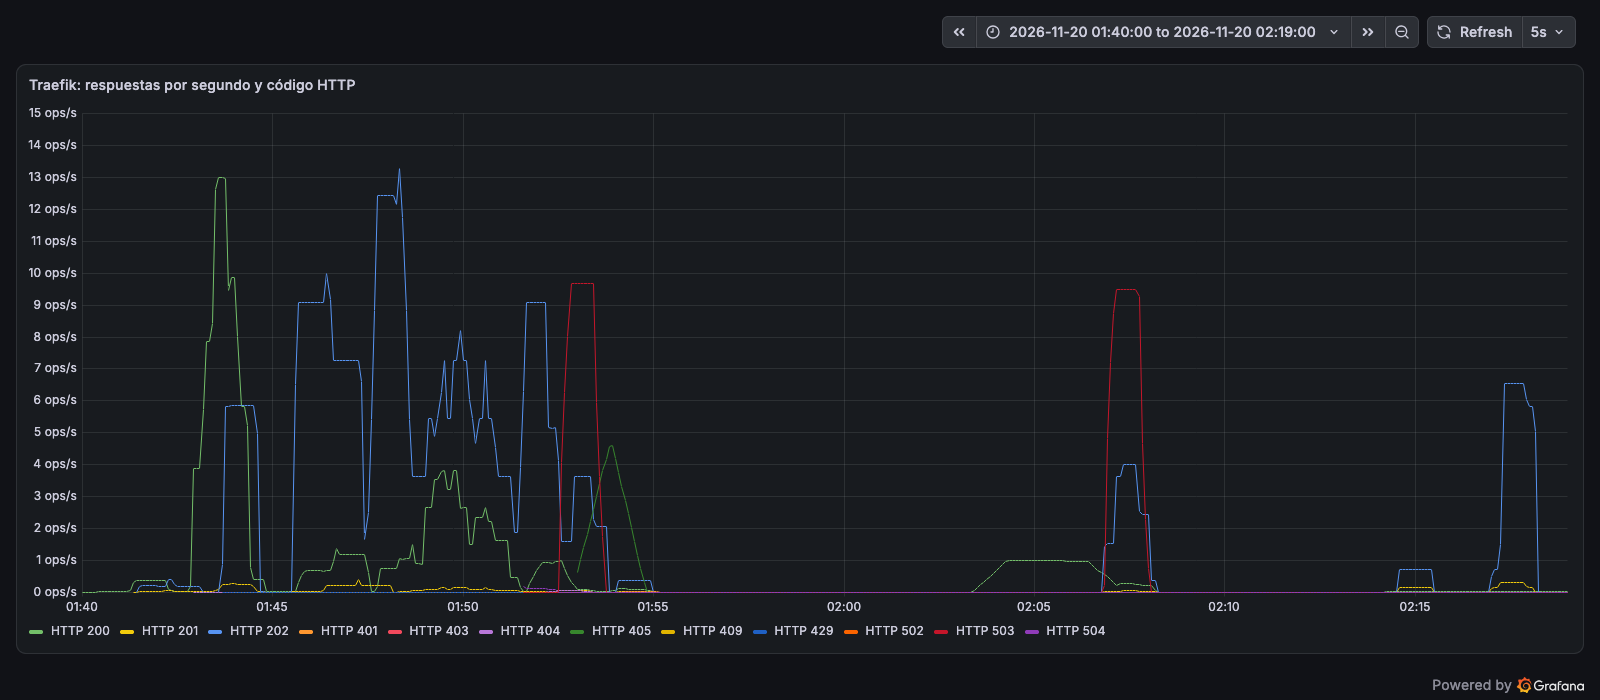 2026-11-20 01:40:00 to 2026-11-20 02:19:00
Refresh
5s
Traefik: respuestas por segundo y código HTTP
15 ops/s
14 ops/s
13 ops/s
12 ops/s
11 ops/s
10 ops/s
9 ops/s
8 ops/s
7 ops/s
6 ops/s
5 ops/s
4 ops/s
3 ops/s
2 ops/s
1 ops/s
0 ops/s
01:40 01:45 01:50 01:55 02:00 02:05 02:10 02:15
HTTP 200 HTTP 201 HTTP 202 HTTP 401 HTTP 403 HTTP 404 HTTP 405 HTTP 409 HTTP 429 HTTP 502 HTTP 503 HTTP 504
Powered by Grafana